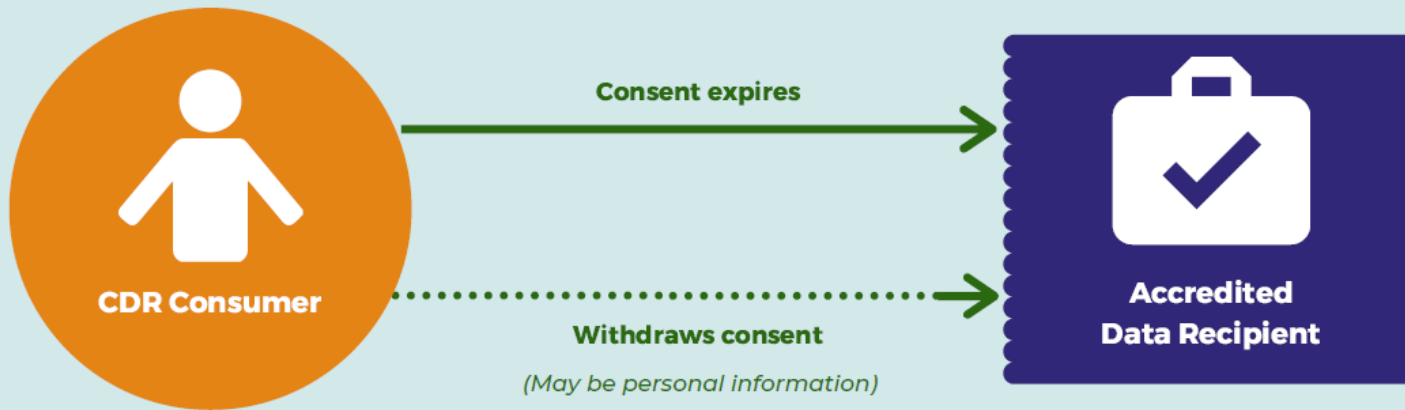 Consent expires
CDR Consumer
Withdraws consent
(May be personal information)
Accredited
Data Recipient